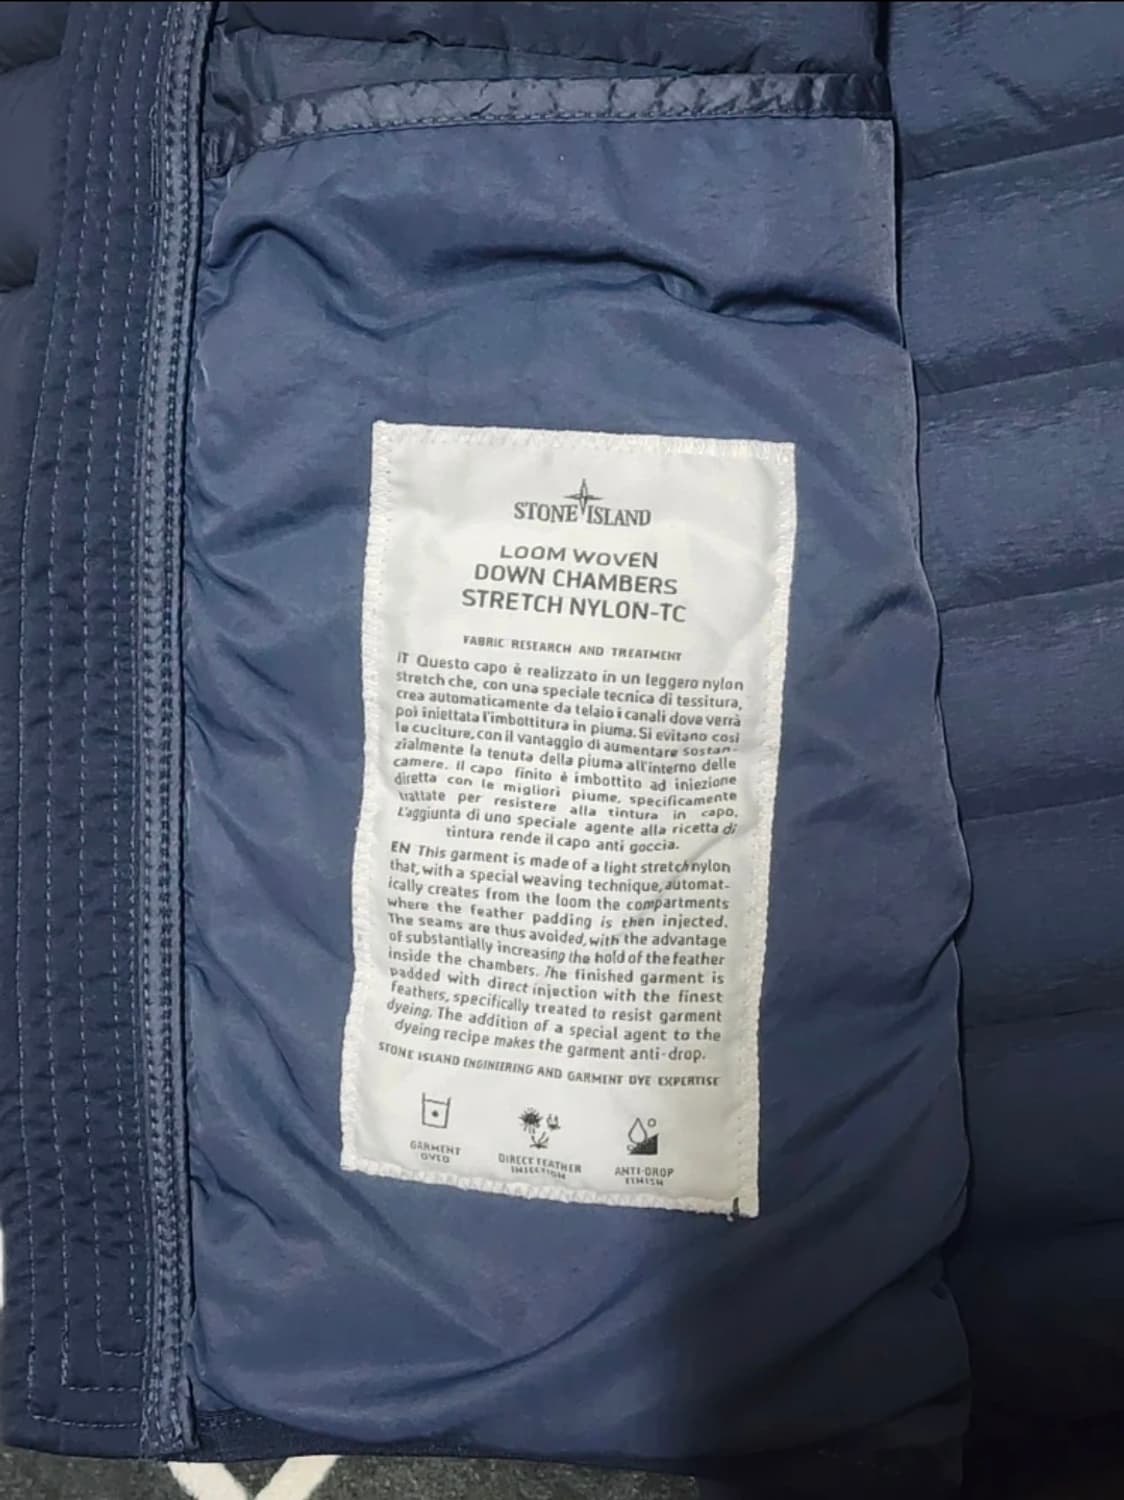 STONE ISLAND
LOOM WOVEN
DOWN CHAMBERS
STRETCH NYLON-TC
FABRIC RESEARCH AND TREATMENT
IT Questo capo è realizzato in un leggero nylon
stretch che, con una speciale tecnica di tessitura,
crea automaticamente da telaio i canali dove verrà
poi iniettata l'imbottitura in piuma. Si evitano così
le cuciture, con il vantaggio di aumentare sostan-
zialmente la tenuta della piuma all'interno delle
camere. Il capo finito è imbottito ad iniezione
diretta con le migliori piume, specificamente
trattate per resistere alla tintura in capo.
L'aggiunta di uno speciale agente alla ricetta di
tintura rende il capo anti goccia.
EN This garment is made of a light stretch nylon
that, with a special weaving technique, automat-
ically creates from the loom the compartments
where the feather padding is then injected.
The seams are thus avoided, with the advantage
of substantially increasing the hold of the feather
inside the chambers. The finished garment is
padded with direct injection with the finest
feathers, specifically treated to resist garment
dyeing. The addition of a special agent to the
dyeing recipe makes the garment anti-drop.
STONE ISLAND ENGINEERING AND GARMENT DYE EXPERTISE
GARMENT
DYED
DIRECT FEATHER
INJECTION
ANTI-DROP
FINISH